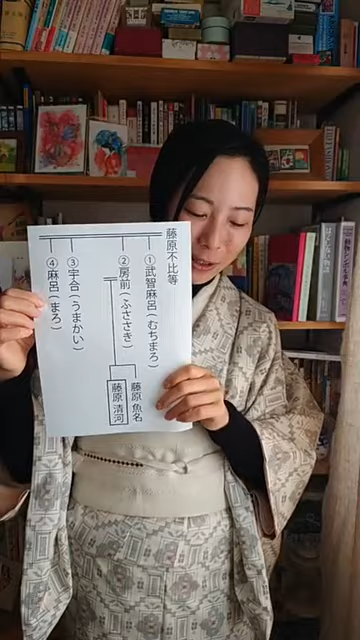 藤原不比等
①武智麻呂(むちまろ)
②房前(ふささき)
③宇合(うまかい)
④麻呂(まろ)
藤原 魚名
藤原 清河